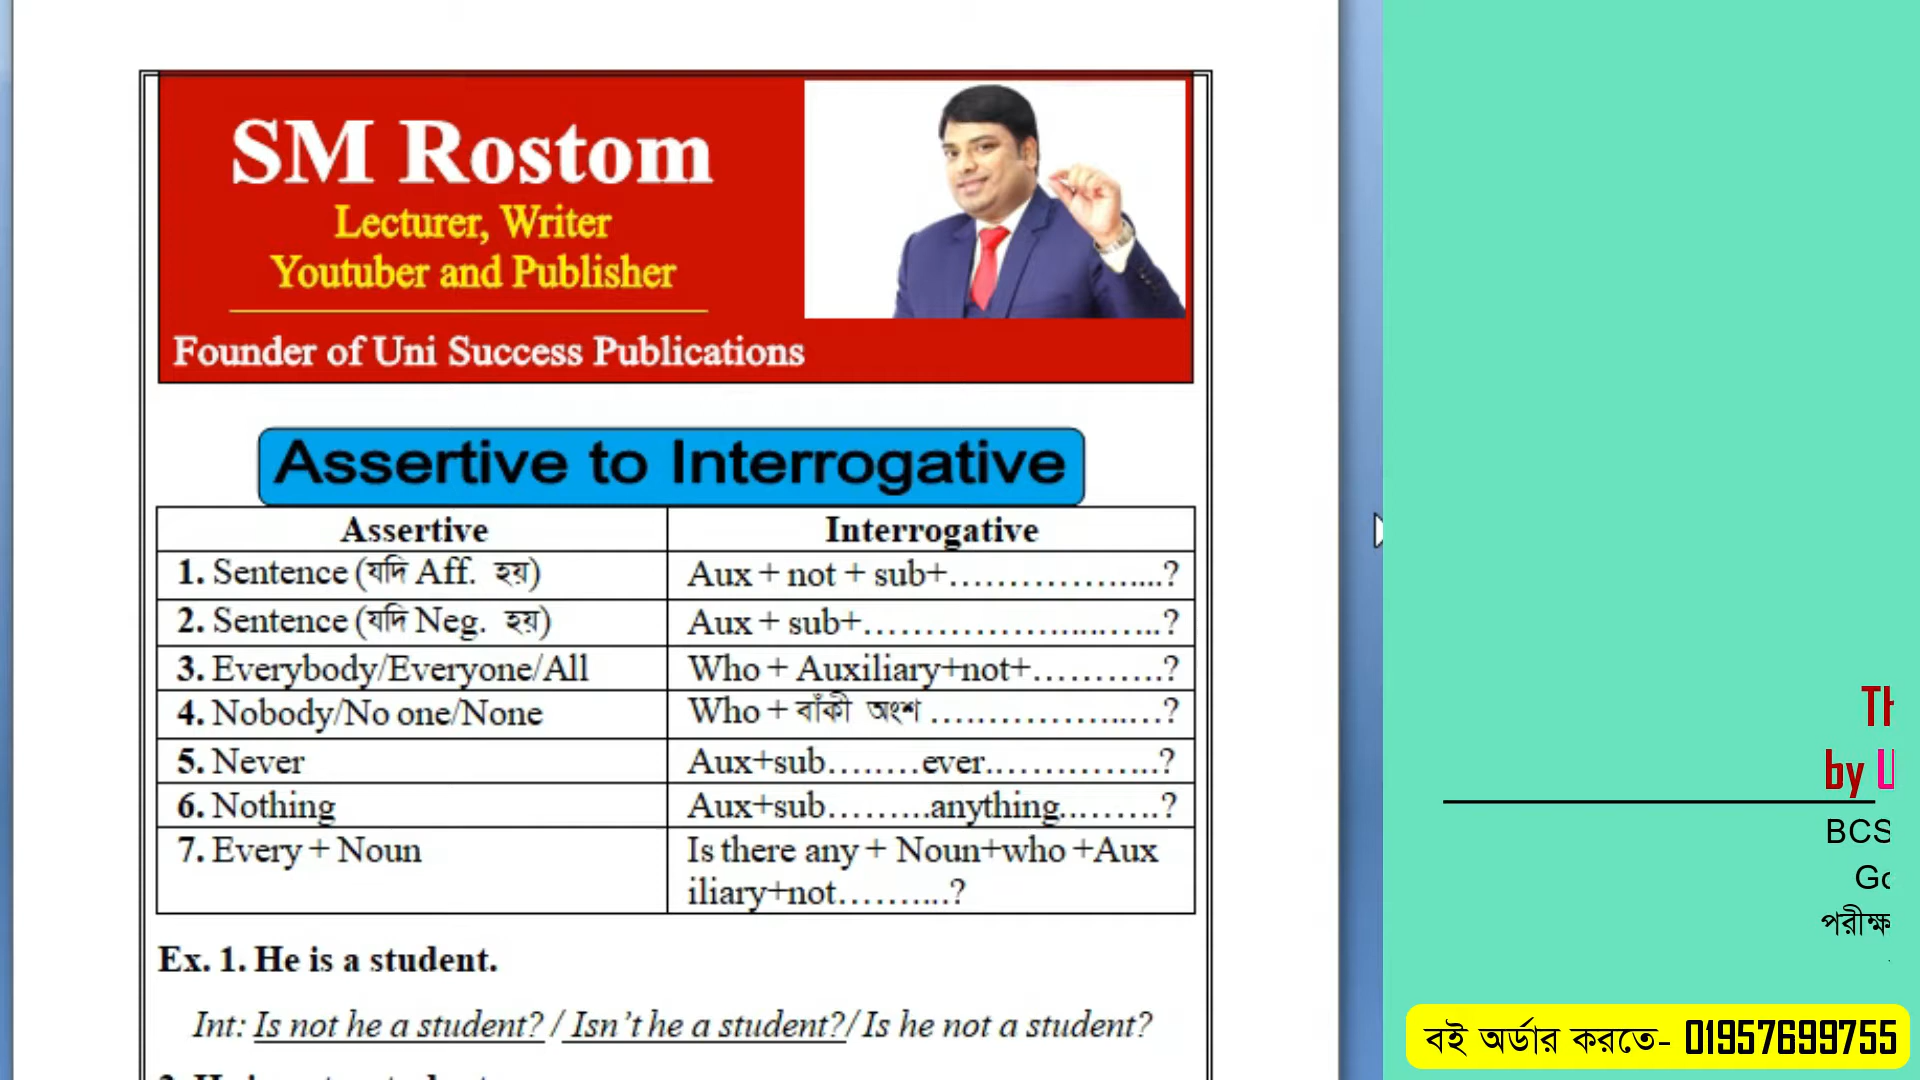 SM Rostom
Lecturer, Writer
Youtuber and Publisher
Founder of Uni Success Publications
Assertive to Interrogative
Assertive Interrogative
1. Sentence (যদি Aff. হয়) Aux + not + sub+…………….....?
2. Sentence (যদি Neg. হয়) Aux + sub+……………….....…..?
3. Everybody/Everyone/All Who + Auxiliary+not+………..?
4. Nobody/No one/None Who + বাঁকী অংশ ………………..…?
5. Never Aux+sub………ever……………..?
6. Nothing Aux+sub……….anything………?
7. Every + Noun Is there any + Noun+who +Aux
iliary+not………..?
Ex. 1. He is a student.
Int: Is not he a student? / Isn’t he a student?/ Is he not a student?
by
BCS
বই অর্ডার করতে- 01957699755